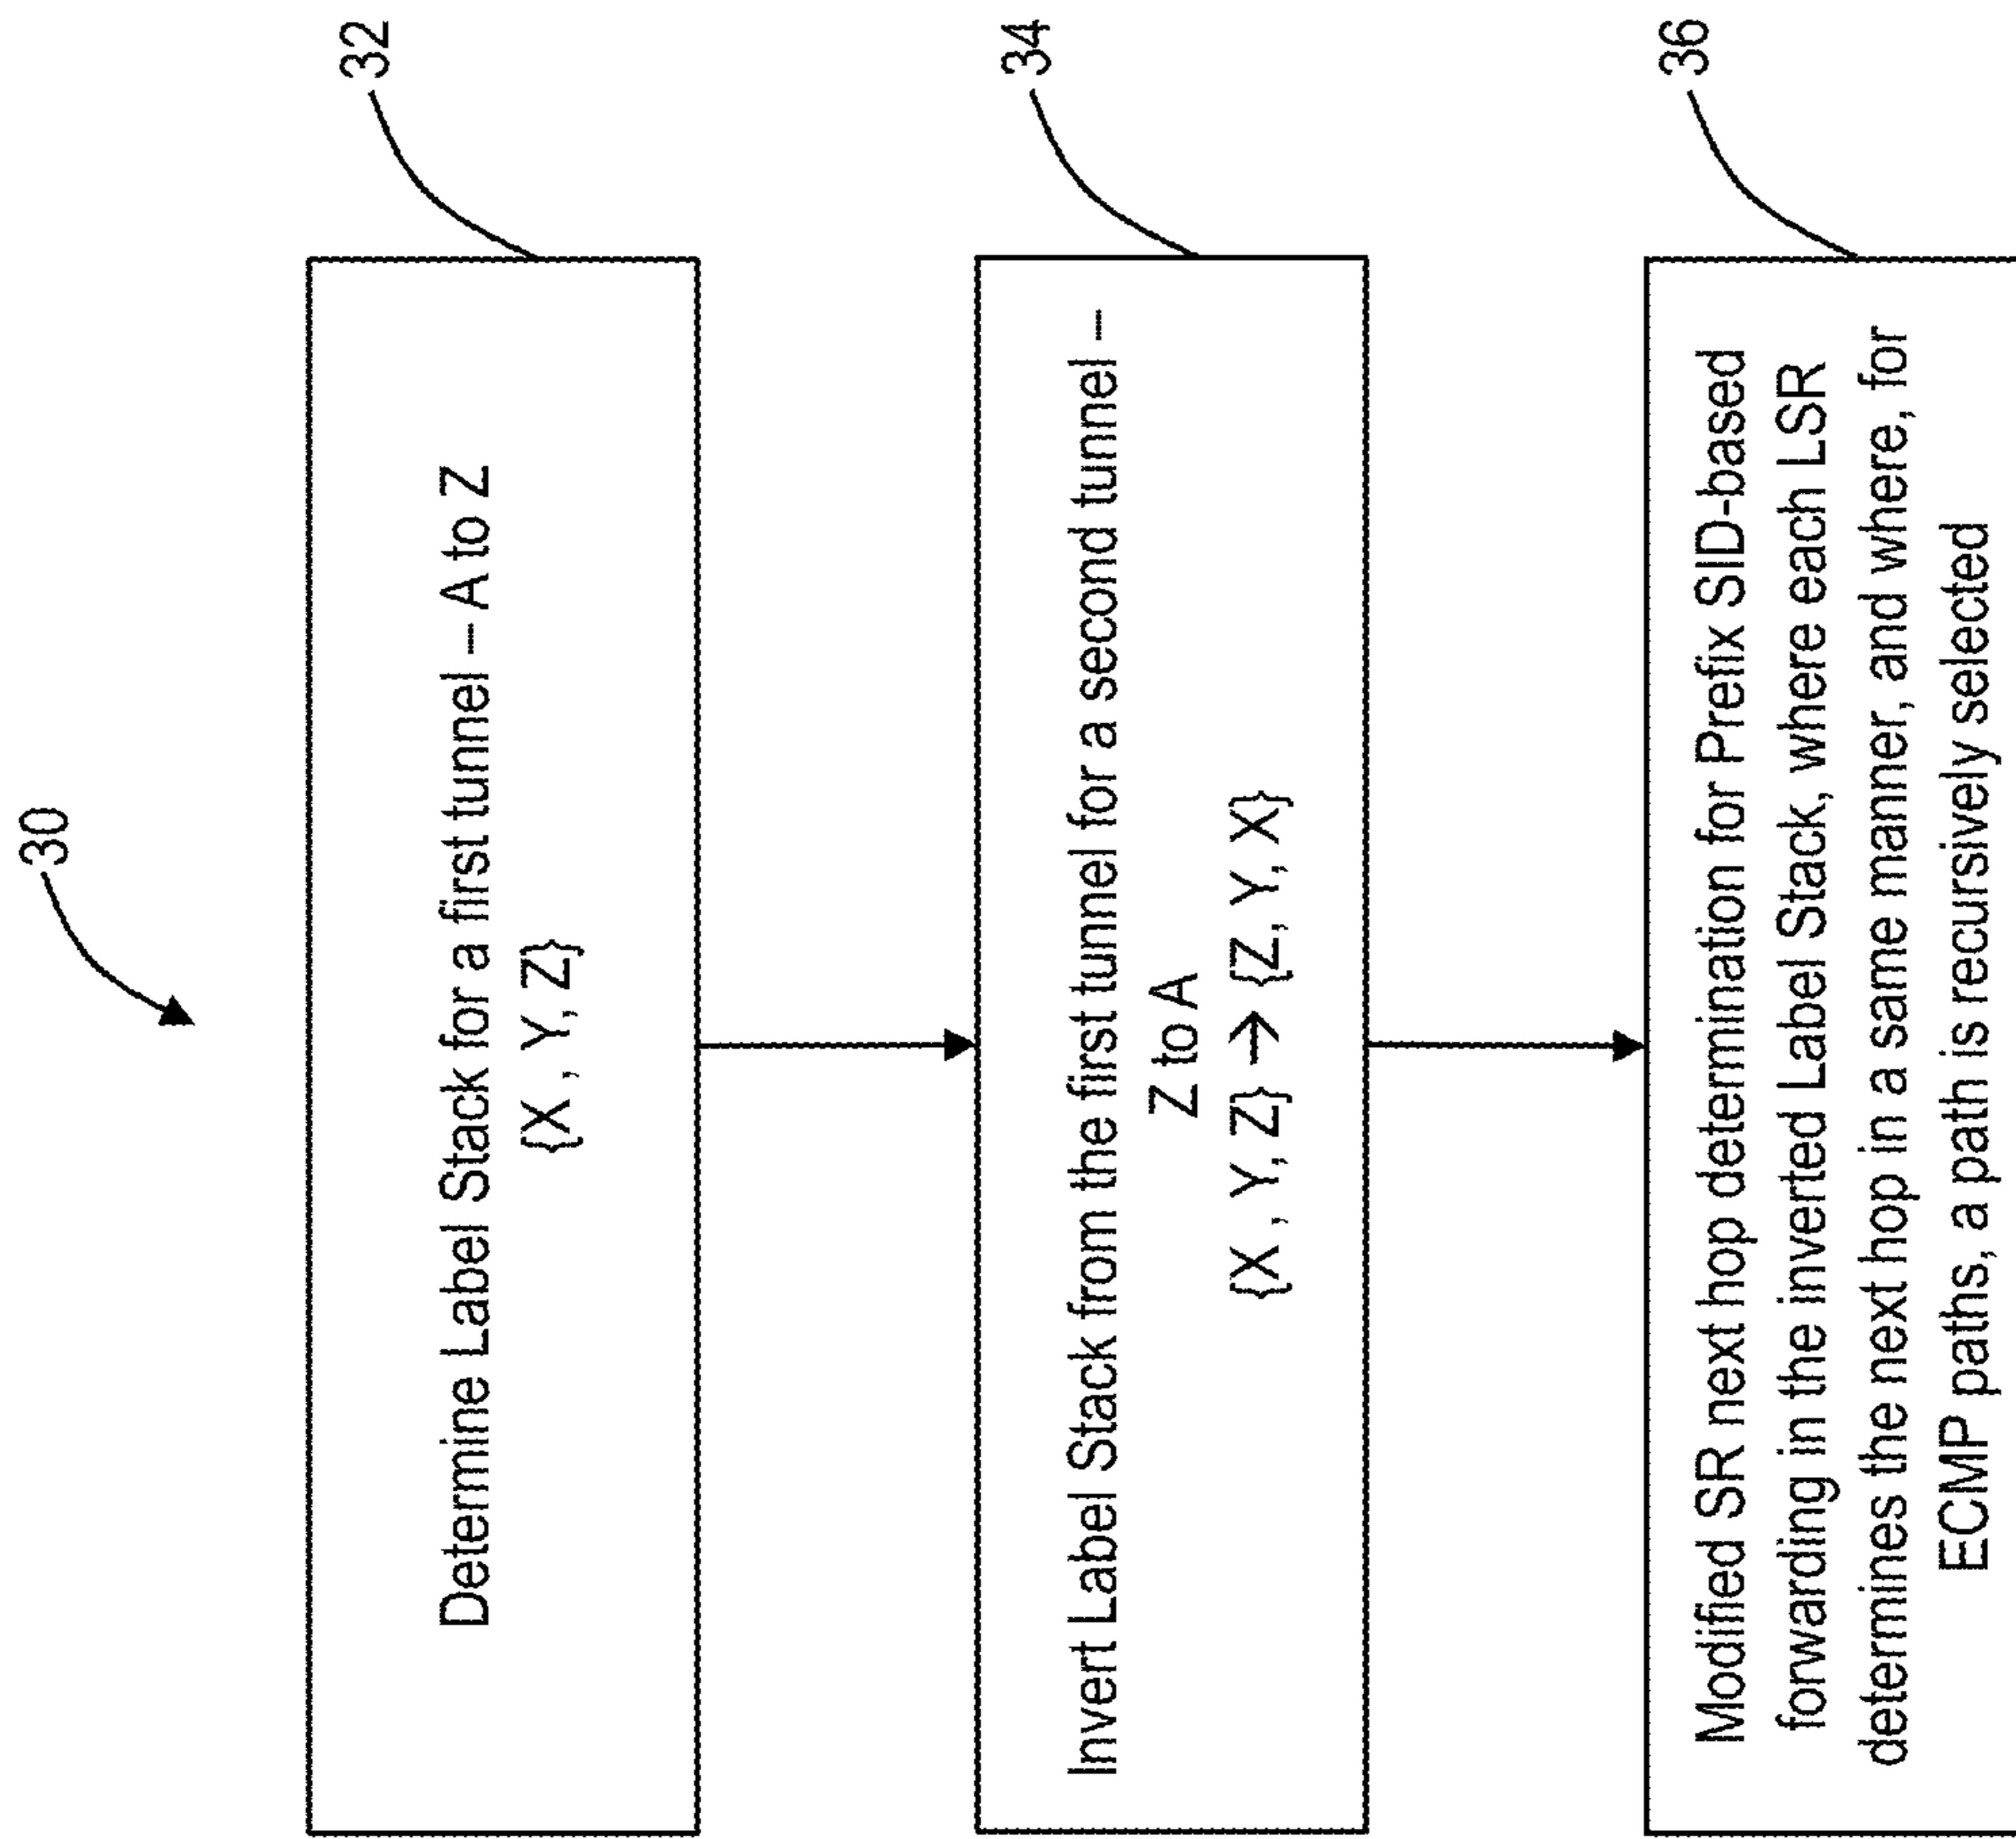 30
32
Determine Label Stack for a first tunnel – A to Z
{X , Y, Z}
34
Invert Label Stack from the first tunnel for a second tunnel –
Z to A
{X , Y, Z} → {Z, Y, X}
36
Modified SR next hop determination for Prefix SID-based
forwarding in the inverted Label Stack, where each LSR
determines the next hop in a same manner, and where, for
ECMP paths, a path is recursively selected